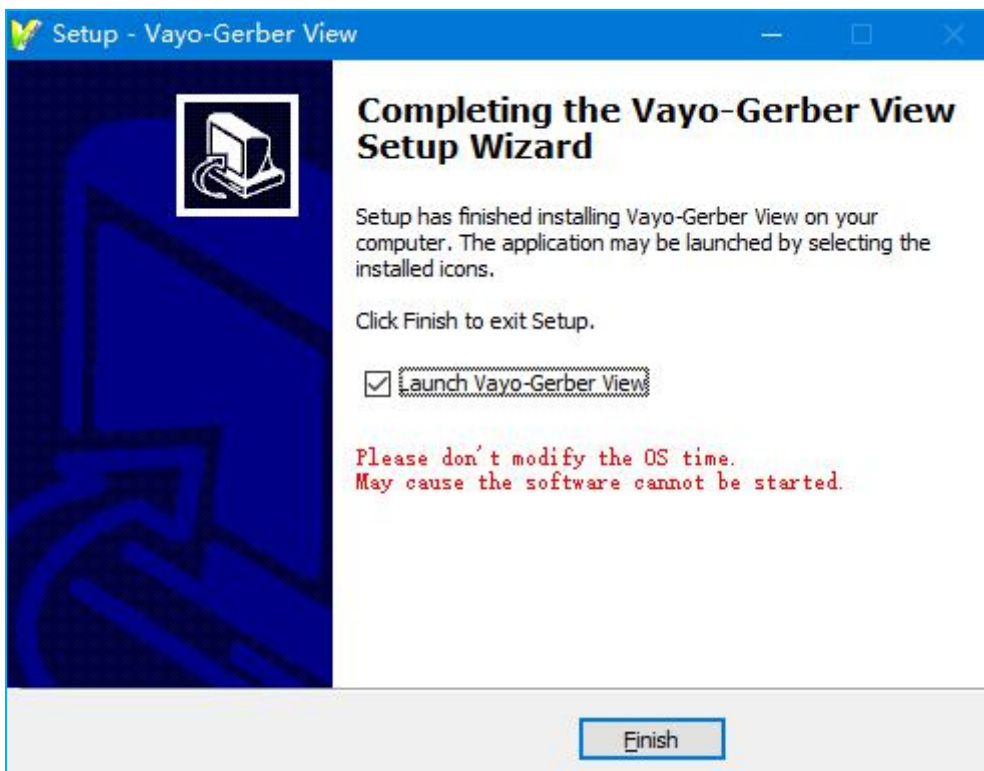 Setup - Vayo-Gerber View
Completing the Vayo-Gerber View
Setup Wizard
Setup has finished installing Vayo-Gerber View on your
computer. The application may be launched by selecting the
installed icons.
Click Finish to exit Setup.
Launch Vayo-Gerber View
Please don't modify the OS time.
May cause the software cannot be started.
Finish